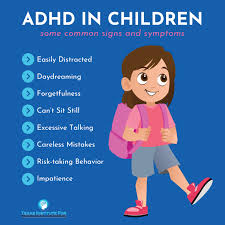 ADHD IN CHILDREN
some common signs and symptoms
Easily Distracted
Daydreaming
Forgetfulness
Can't Sit Still
Excessive Talking
Careless Mistakes
Risk-taking Behavior
Impatience